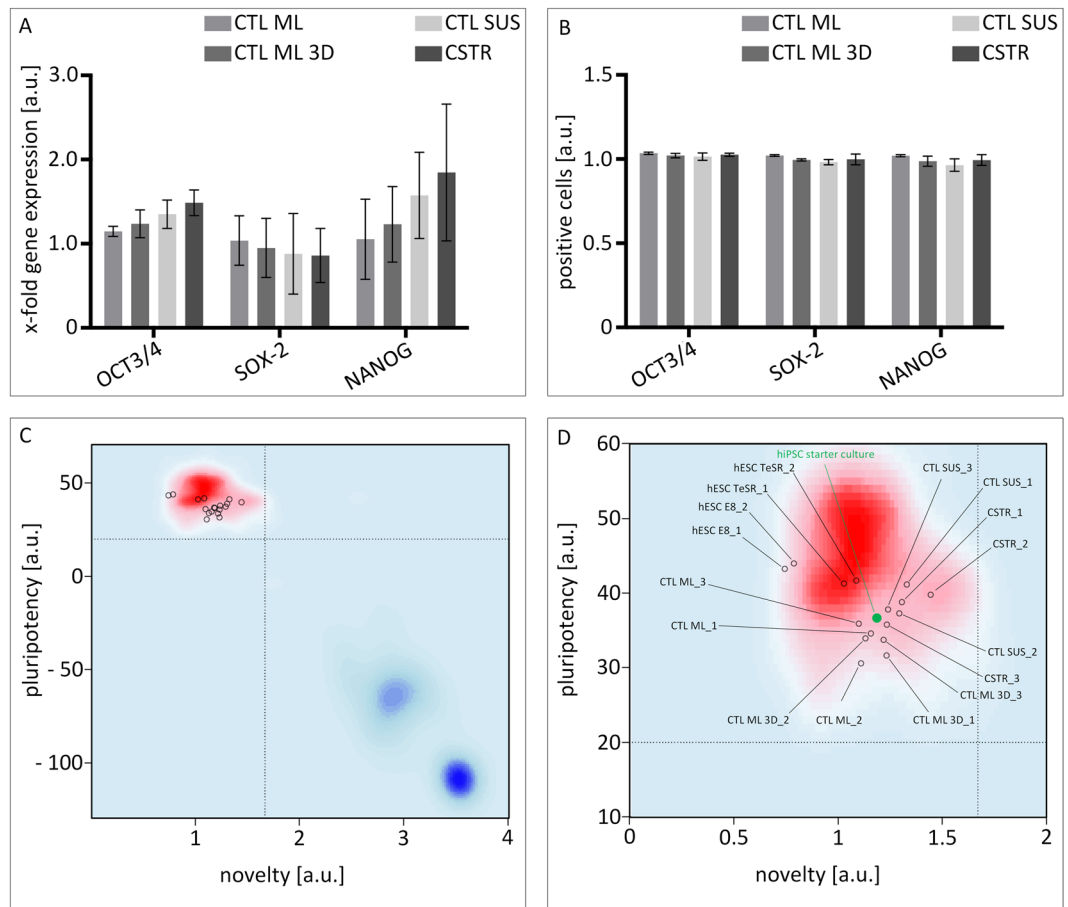 A
CTL ML
CTL SUS
CTL ML 3D
CSTR
x-fold gene expression [a.u.]
3.0
2.0
1.0
0
OCT3/4
SOX-2
NANOG
B
CTL ML
CTL SUS
CTL ML 3D
CSTR
positive cells [a.u.]
1.5
1.0
0.5
0
OCT3/4
SOX-2
NANOG
C
pluripotency [a.u.]
50
0
- 50
- 100
1
2
3
4
novelty [a.u.]
D
pluripotency [a.u.]
60
50
40
30
20
10
0
0.5
1
1.5
2
novelty [a.u.]
hiPSC starter culture
hESC TeSR_2
hESC TeSR_1
hESC E8_2
hESC E8_1
CTL ML_3
CTL ML_1
CTL ML 3D_2
CTL ML_2
CTL ML 3D_1
CTL ML 3D_3
CSTR_3
CTL SUS_2
CSTR_2
CSTR_1
CTL SUS_1
CTL SUS_3